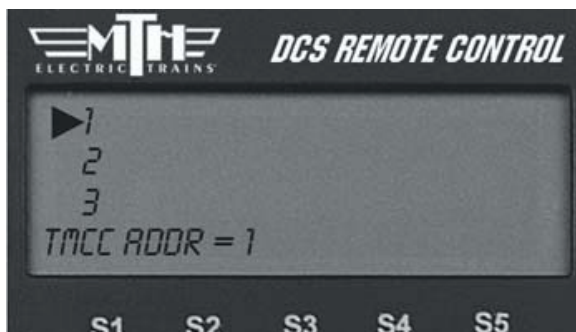 MTH
ELECTRIC TRAINS
DCS REMOTE CONTROL
1
2
3
TMCC ADDR = 1
S1 S2 S3 S4 S5